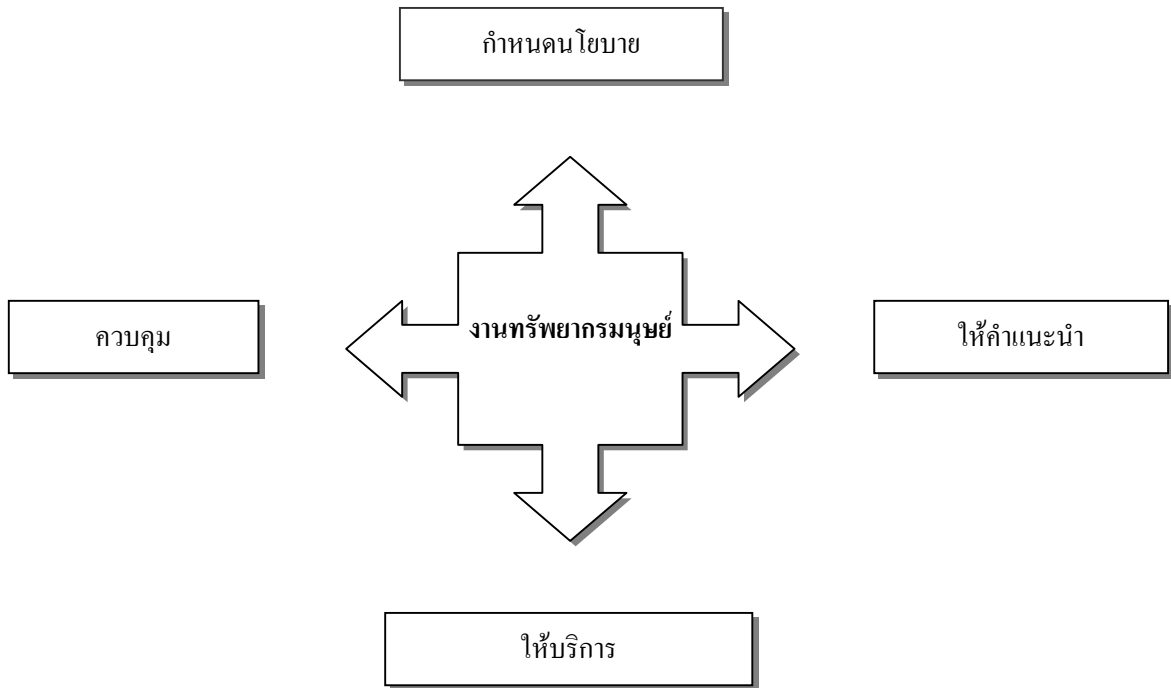 กำหนดนโยบาย
งานทรัพยากรมนุษย์
ควบคุม
ให้คำแนะนำ
ให้บริการ